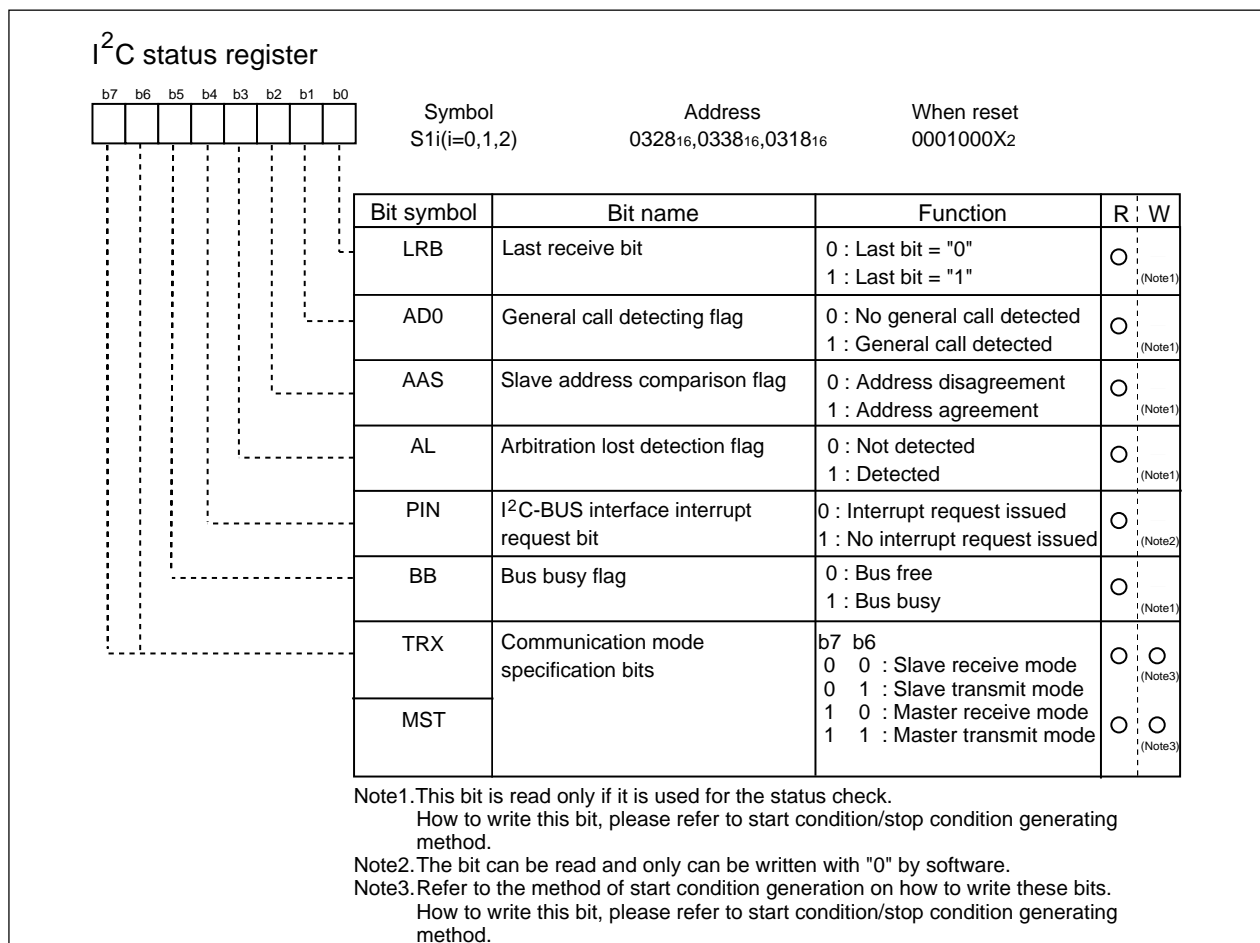 I2C status register
b7 b6 b5 b4 b3 b2 b1 b0
Symbol Address When reset
S1i(i=0,1,2) 032816,033816,031816 0001000X2
Bit symbol Bit name Function R W
LRB Last receive bit 0 : Last bit = "0"
1 : Last bit = "1"
(Note1)
AD0 General call detecting flag 0 : No general call detected
1 : General call detected
(Note1)
AAS Slave address comparison flag 0 : Address disagreement
1 : Address agreement
(Note1)
AL Arbitration lost detection flag 0 : Not detected
1 : Detected
(Note1)
PIN I2C-BUS interface interrupt 0 : Interrupt request issued
request bit 1 : No interrupt request issued
(Note2)
BB Bus busy flag 0 : Bus free
1 : Bus busy
(Note1)
TRX Communication mode b7 b6
specification bits 0 0 : Slave receive mode
(Note3)
0 1 : Slave transmit mode
MST 1 0 : Master receive mode
1 1 : Master transmit mode
(Note3)
Note1.This bit is read only if it is used for the status check.
How to write this bit, please refer to start condition/stop condition generating
method.
Note2.The bit can be read and only can be written with "0" by software.
Note3.Refer to the method of start condition generation on how to write these bits.
How to write this bit, please refer to start condition/stop condition generating
method.